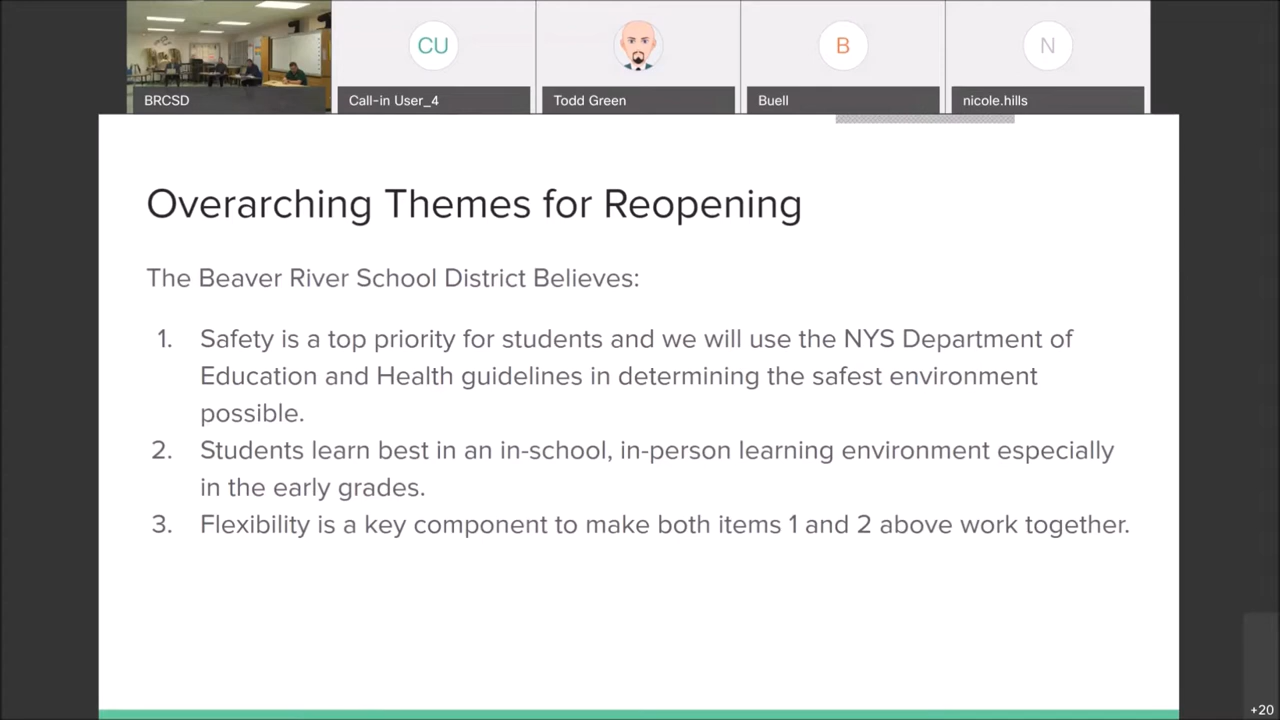 CU
B
N
BRCSD
Call-in User_4
Todd Green
Buell
nicole.hills
Overarching Themes for Reopening
The Beaver River School District Believes:
1. Safety is a top priority for students and we will use the NYS Department of
Education and Health guidelines in determining the safest environment
possible.
2. Students learn best in an in-school, in-person learning environment especially
in the early grades.
3. Flexibility is a key component to make both items 1 and 2 above work together.
+20